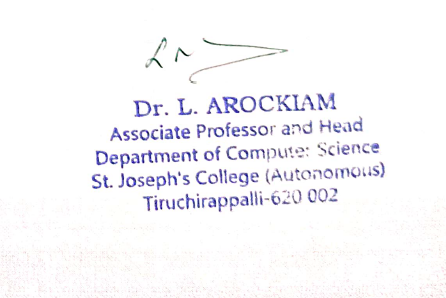 Dr. L. AROCKIAM
Associate Professor and Head
Department of Computer Science
St. Joseph's College (Autonomous)
Tiruchirappalli-620 002